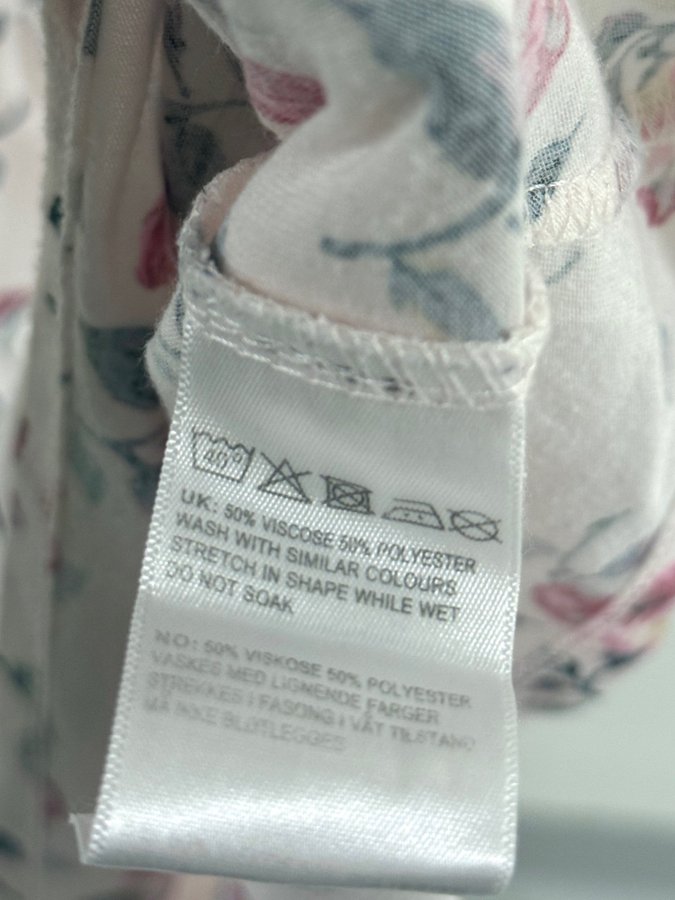 40°
UK: 50% VISCOSE 50% POLYESTER
WASH WITH SIMILAR COLOURS
STRETCH IN SHAPE WHILE WET
DO NOT SOAK
NO: 50% VISKOSE 50% POLYESTER
VASKES MED LIGNENDE FARGER
STREKKES I FASONG I VÅT TILSTAND
MÅ IKKE BLØTLEGGES